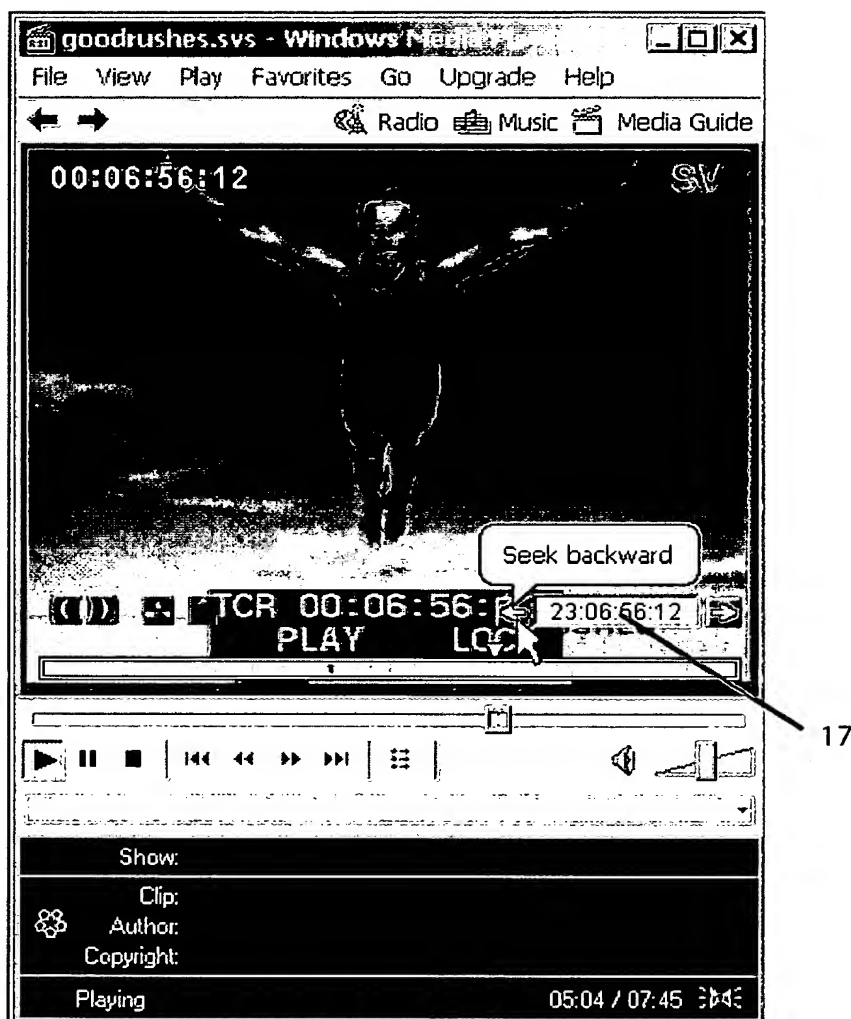 goodrushes.svs - Windows
File View Play Favorites Go Upgrade Help
Radio Music Media Guide
00:06:56:12
SV
Seek backward
TCR 00:06:56:
23:06:56:12
PLAY
17
Show:
Clip:
Author:
Copyright:
Playing 05:04 / 07:45